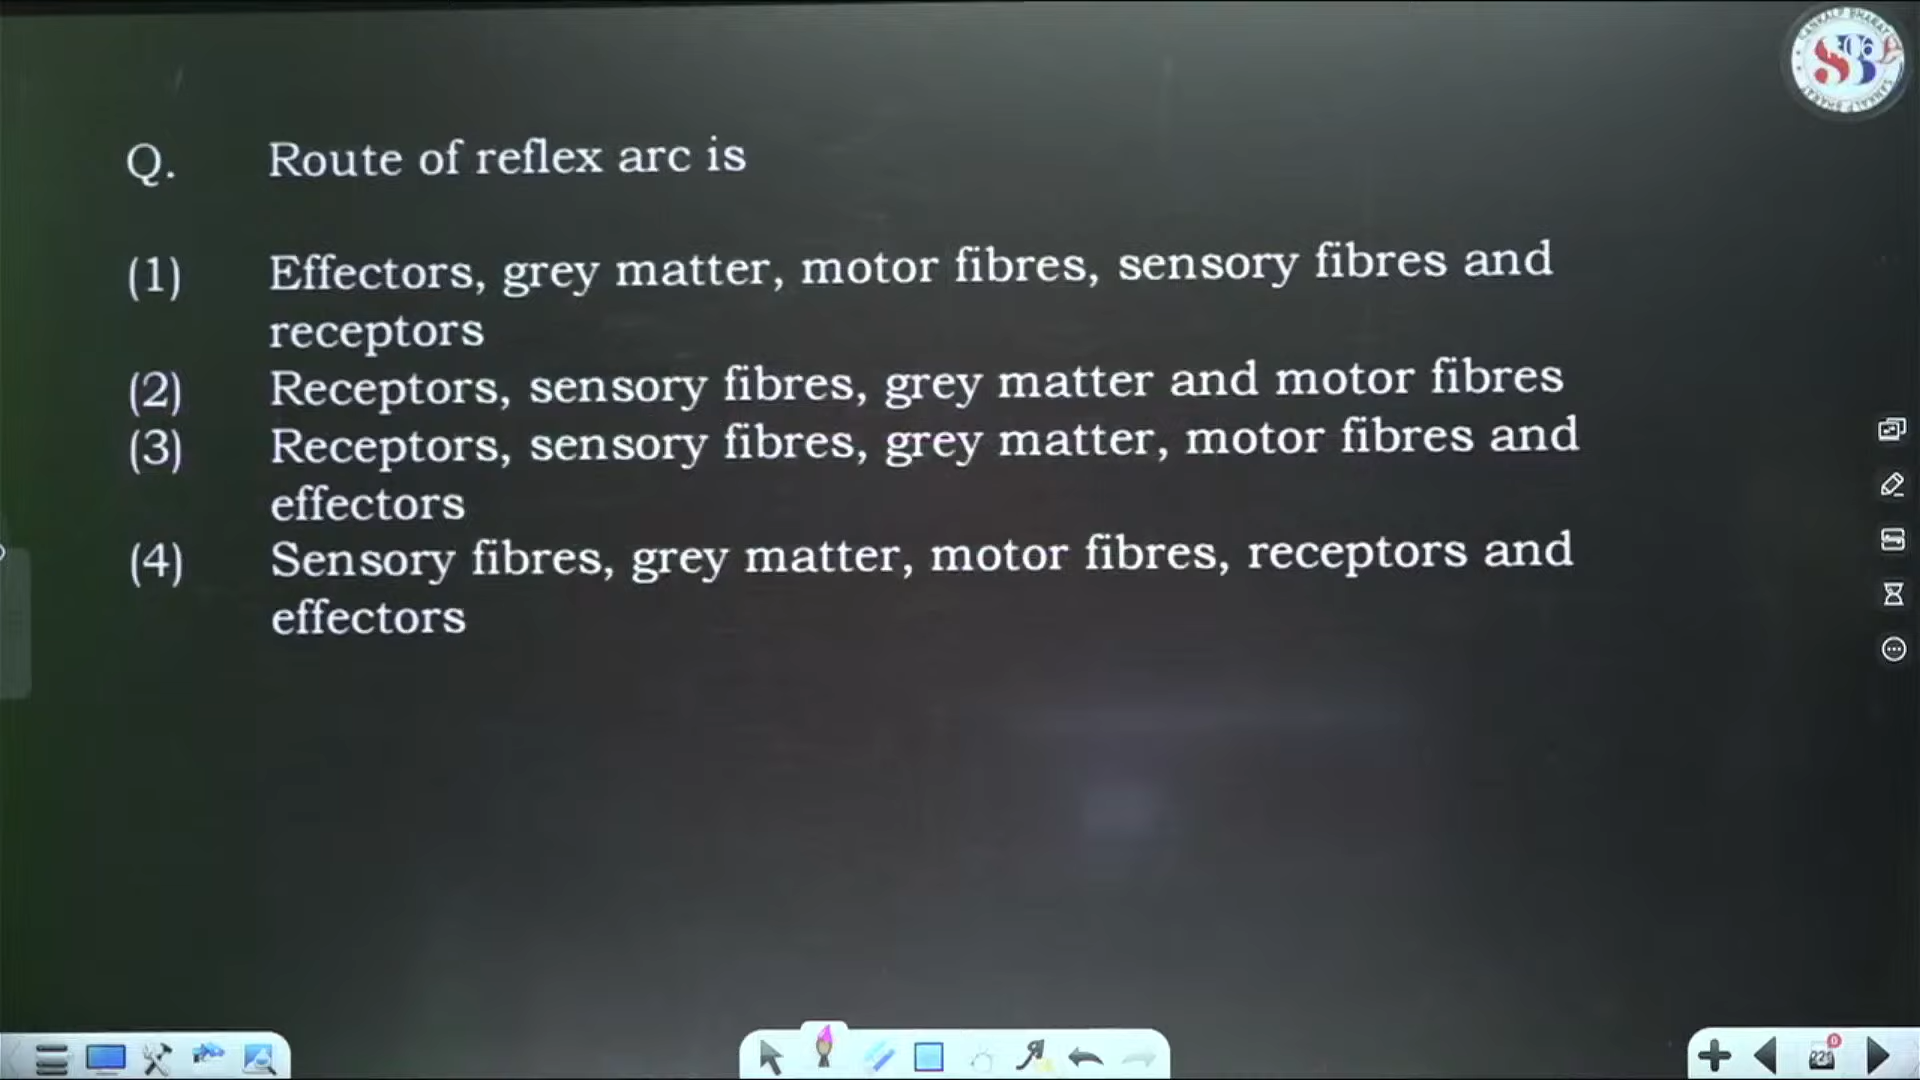 Q. Route of reflex arc is
(1) Effectors, grey matter, motor fibres, sensory fibres and
receptors
(2) Receptors, sensory fibres, grey matter and motor fibres
(3) Receptors, sensory fibres, grey matter, motor fibres and
effectors
(4) Sensory fibres, grey matter, motor fibres, receptors and
effectors